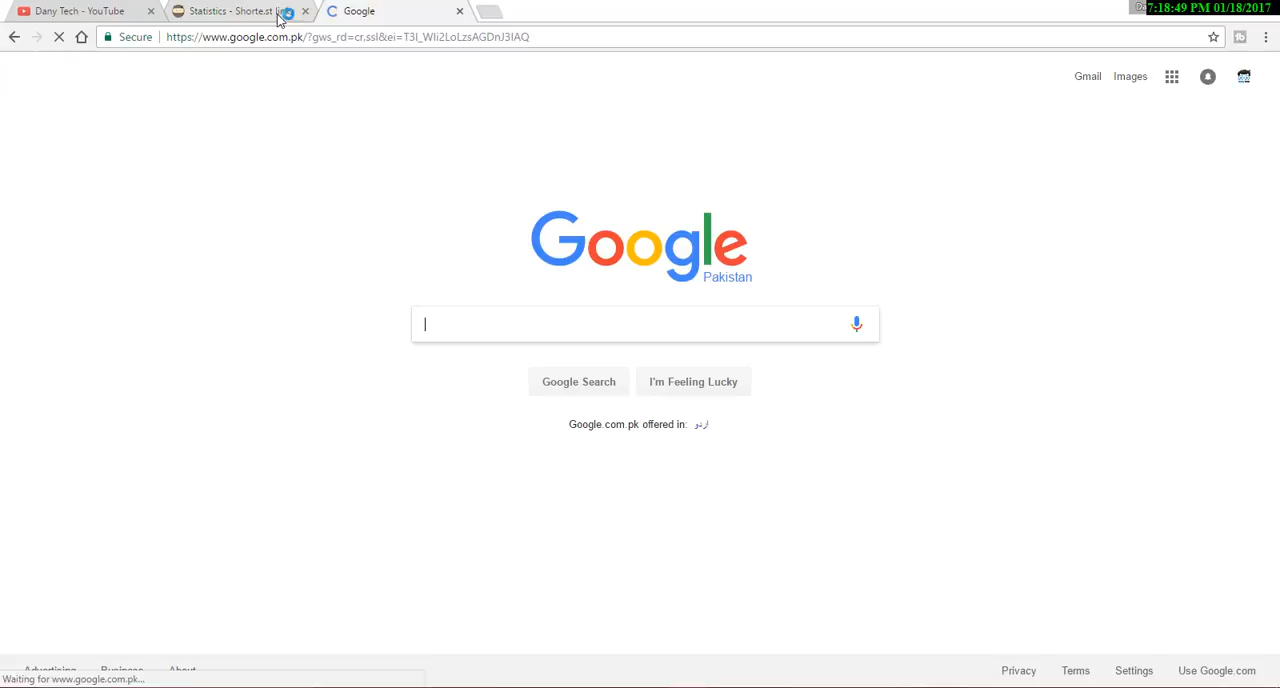 Dany Tech - YouTube
Statistics - Shorte.st
Google
7:18:49 PM 01/18/2017
Secure
https://www.google.com.pk/?gws_rd=cr,ssl&ei=T3l_WIi2LoLzsAGDnJ3IAQ
Gmail Images
Google
Pakistan
Google Search I'm Feeling Lucky
Google.com.pk offered in: اردو
Advertising Business About
Privacy Terms Settings Use Google.com
Waiting for www.google.com.pk...